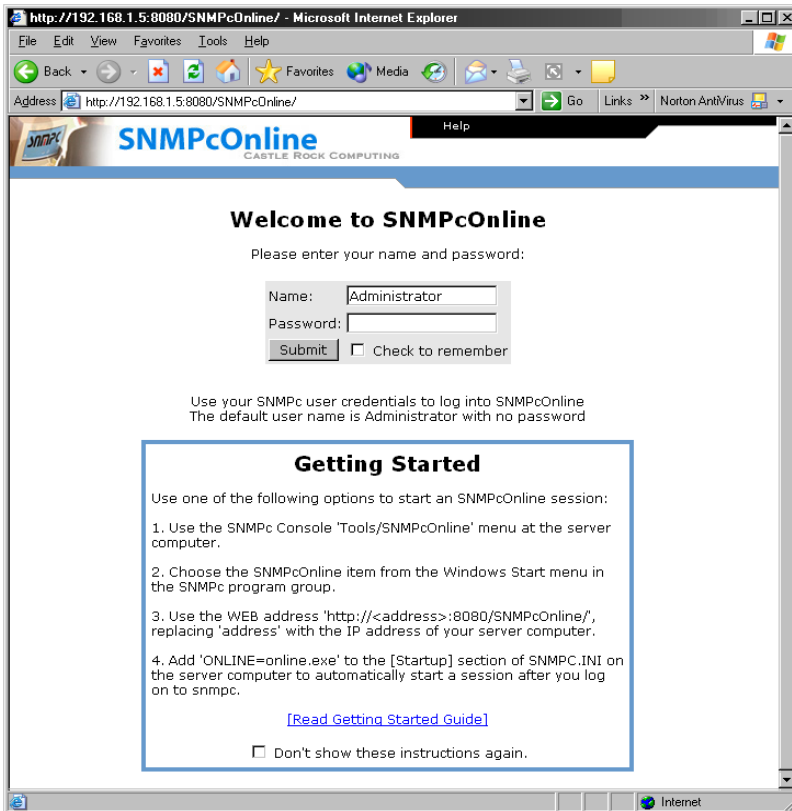 http://192.168.1.5:8080/SNMPcOnline/ - Microsoft Internet Explorer
File Edit View Favorites Tools Help
Back Favorites Media
Address http://192.168.1.5:8080/SNMPcOnline/ Go Links » Norton AntiVirus
snmpc SNMPcOnline Help
CASTLE ROCK COMPUTING
Welcome to SNMPcOnline
Please enter your name and password:
Name: Administrator
Password:
Submit Check to remember
Use your SNMPc user credentials to log into SNMPcOnline
The default user name is Administrator with no password
Getting Started
Use one of the following options to start an SNMPcOnline session:
1. Use the SNMPc Console 'Tools/SNMPcOnline' menu at the server
computer.
2. Choose the SNMPcOnline item from the Windows Start menu in
the SNMPc program group.
3. Use the WEB address 'http://<address>:8080/SNMPcOnline/',
replacing 'address' with the IP address of your server computer.
4. Add 'ONLINE=online.exe' to the [Startup] section of SNMPC.INI on
the server computer to automatically start a session after you log
on to snmpc.
[Read Getting Started Guide]
Don't show these instructions again.
Internet